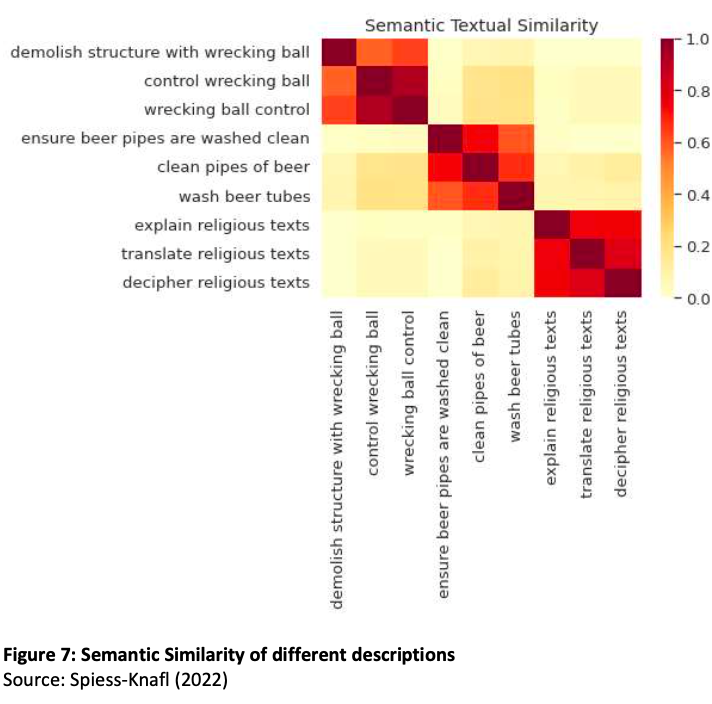 Semantic Textual Similarity
demolish structure with wrecking ball
control wrecking ball
wrecking ball control
ensure beer pipes are washed clean
clean pipes of beer
wash beer tubes
explain religious texts
translate religious texts
decipher religious texts
1.0
0.8
0.6
0.4
0.2
0.0
demolish structure with wrecking ball
control wrecking ball
wrecking ball control
ensure beer pipes are washed clean
clean pipes of beer
wash beer tubes
explain religious texts
translate religious texts
decipher religious texts
Figure 7: Semantic Similarity of different descriptions
Source: Spiess-Knafl (2022)